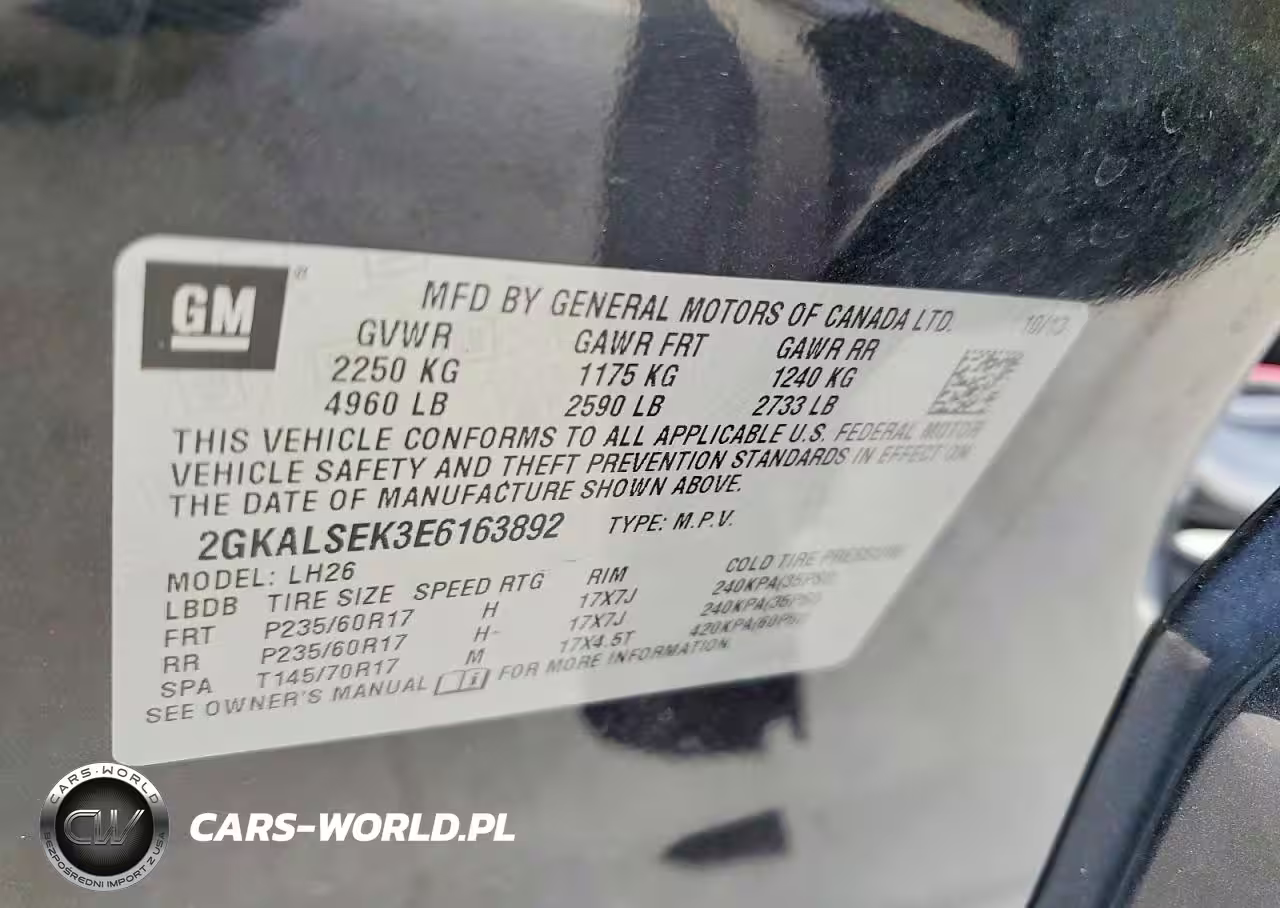 GM ®
MFD BY GENERAL MOTORS OF CANADA LTD. 10/13
GVWR GAWR FRT GAWR RR
2250 KG 1175 KG 1240 KG
4960 LB 2590 LB 2733 LB
THIS VEHICLE CONFORMS TO ALL APPLICABLE U.S. FEDERAL MOTOR
VEHICLE SAFETY AND THEFT PREVENTION STANDARDS IN EFFECT ON
THE DATE OF MANUFACTURE SHOWN ABOVE.
2GKALSEK3E6163892 TYPE: M.P.V.
MODEL: LH26
LBDB TIRE SIZE SPEED RTG RIM COLD TIRE PRESSURE
FRT P235/60R17 H 17X7J 240KPA(35PSI)
RR P235/60R17 H- 17X7J 240KPA(35PSI)
SPA T145/70R17 M 17X4.5T 420KPA(60PSI)
SEE OWNER'S MANUAL FOR MORE INFORMATION
CARS-WORLD
CW
BEZPOŚREDNI IMPORT Z USA
CARS-WORLD.PL